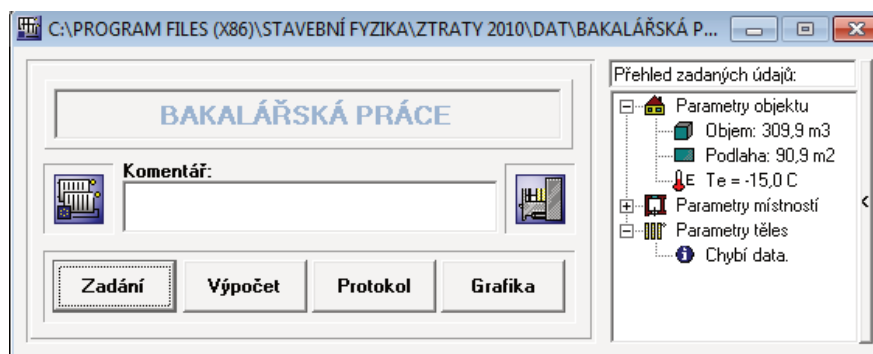 C:\PROGRAM FILES (X86)\STAVEBNÍ FYZIKA\ZTRATY 2010\DAT\BAKALÁŘSKÁ P...
BAKALÁŘSKÁ PRÁCE
Komentář:
Zadání
Výpočet
Protokol
Grafika
Přehled zadaných údajů:
Parametry objektu
Objem: 309,9 m3
Podlaha: 90,9 m2
E Te = -15,0 C
Parametry místností
Parametry těles
Chybí data.